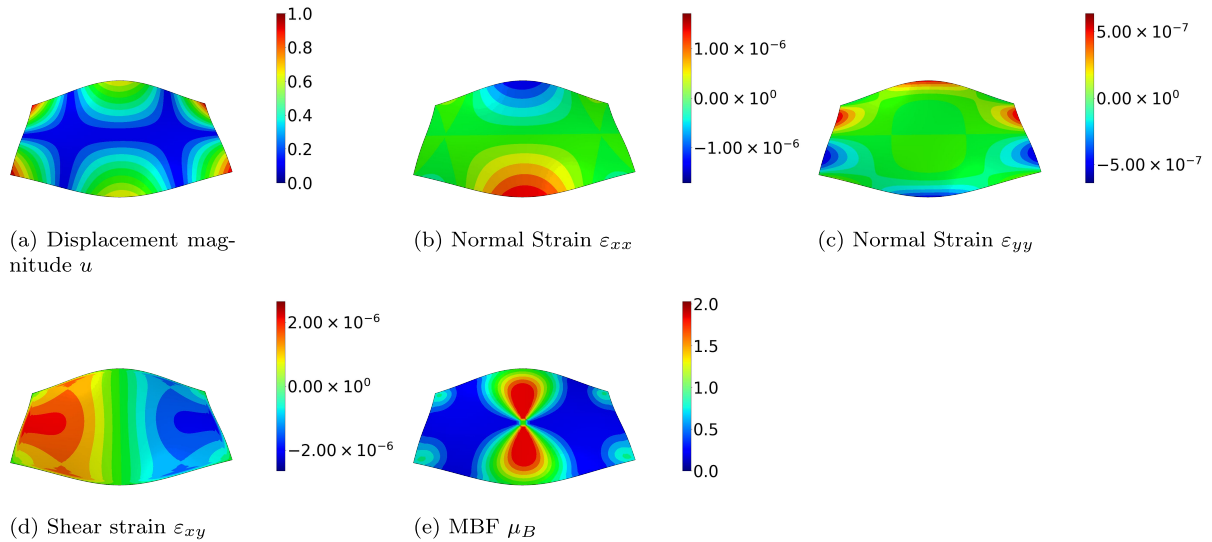 1.0
0.8
0.6
0.4
0.2
0.0
(a) Displacement mag-
nitude u
1.00 × 10⁻⁶
0.00 × 10⁰
−1.00 × 10⁻⁶
(b) Normal Strain εxx
5.00 × 10⁻⁷
0.00 × 10⁰
−5.00 × 10⁻⁷
(c) Normal Strain εyy
2.00 × 10⁻⁶
0.00 × 10⁰
−2.00 × 10⁻⁶
(d) Shear strain εxy
2.0
1.5
1.0
0.5
0.0
(e) MBF μB